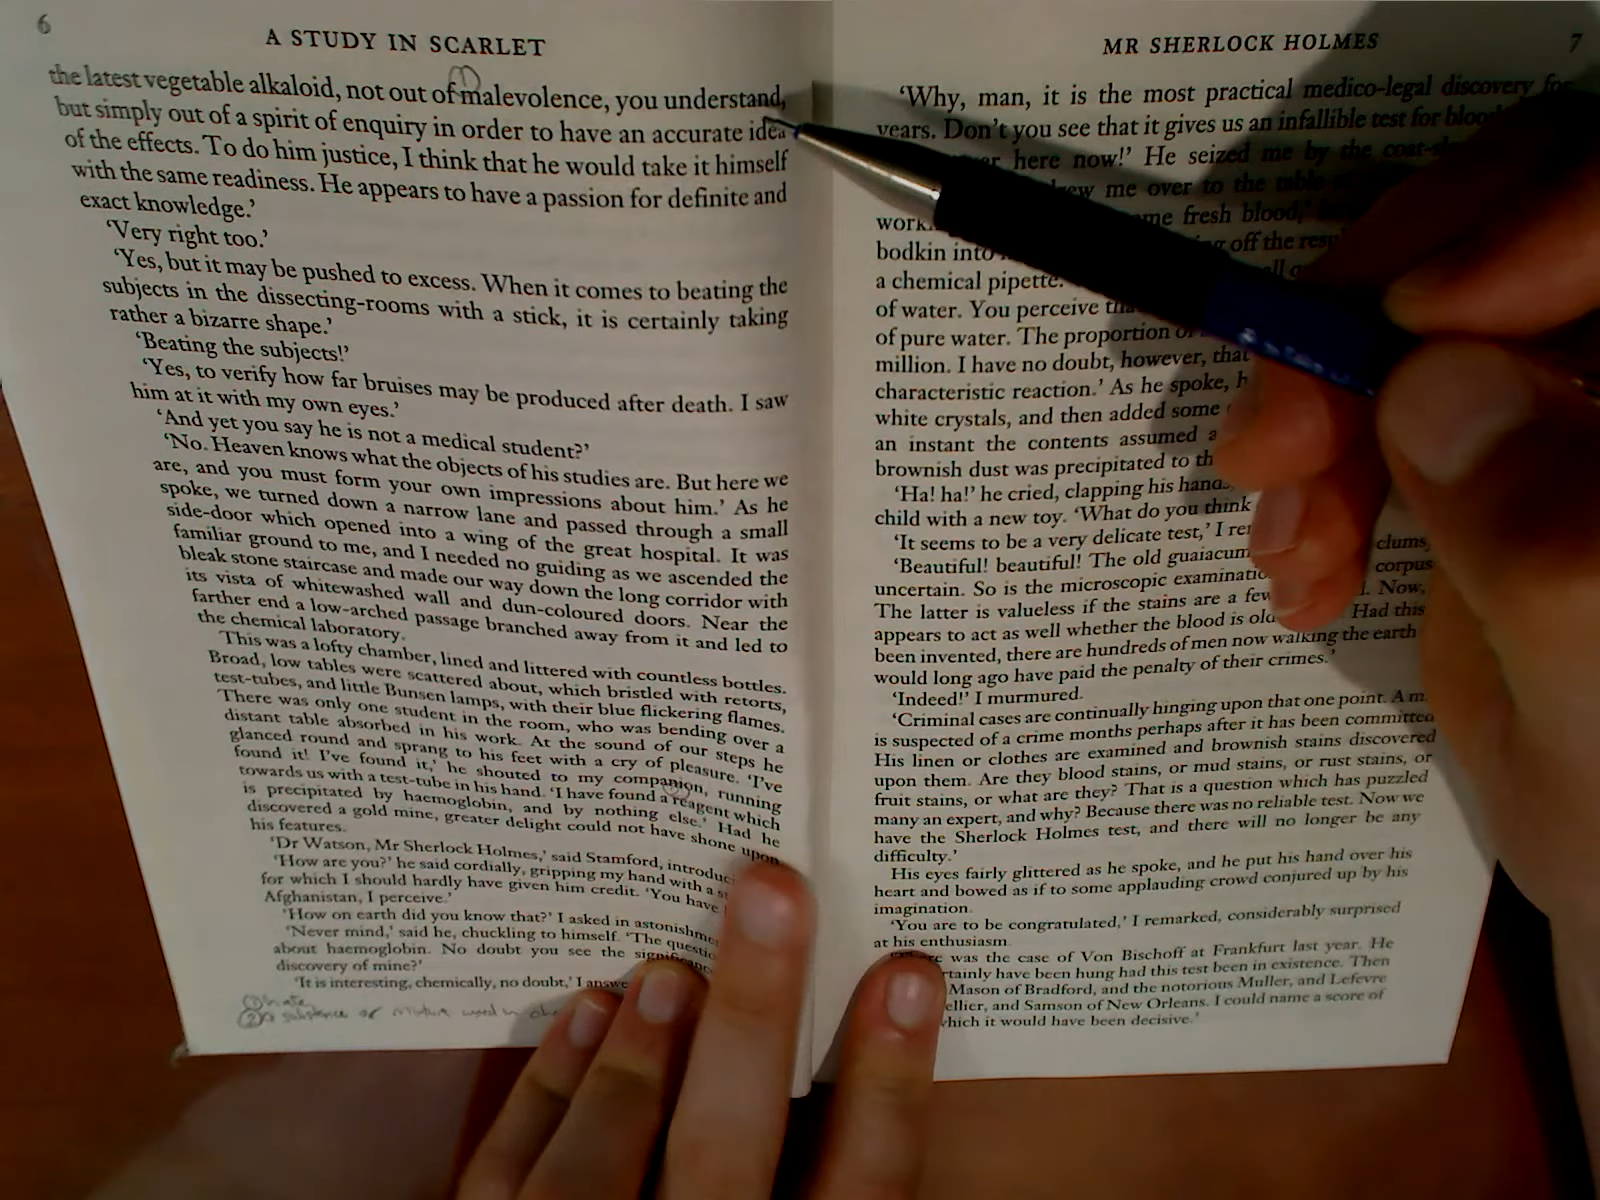 6
A STUDY IN SCARLET
the latest vegetable alkaloid, not out of malevolence, you understand,
but simply out of a spirit of enquiry in order to have an accurate idea
of the effects. To do him justice, I think that he would take it himself
with the same readiness. He appears to have a passion for definite and
exact knowledge.’
‘Very right too.’
‘Yes, but it may be pushed to excess. When it comes to beating the
subjects in the dissecting-rooms with a stick, it is certainly taking
rather a bizarre shape.’
‘Beating the subjects!’
‘Yes, to verify how far bruises may be produced after death. I saw
him at it with my own eyes.’
‘And yet you say he is not a medical student?’
‘No. Heaven knows what the objects of his studies are. But here we
are, and you must form your own impressions about him.’ As he
spoke, we turned down a narrow lane and passed through a small
side-door which opened into a wing of the great hospital. It was
familiar ground to me, and I needed no guiding as we ascended the
bleak stone staircase and made our way down the long corridor with
its vista of whitewashed wall and dun-coloured doors. Near the
farther end a low-arched passage branched away from it and led to
the chemical laboratory.
This was a lofty chamber, lined and littered with countless bottles.
Broad, low tables were scattered about, which bristled with retorts,
test-tubes, and little Bunsen lamps, with their blue flickering flames.
There was only one student in the room, who was bending over a
distant table absorbed in his work. At the sound of our steps he
glanced round and sprang to his feet with a cry of pleasure. ‘I've
found it! I've found it,’ he shouted to my companion, running
towards us with a test-tube in his hand. ‘I have found a reagent which
is precipitated by haemoglobin, and by nothing else.’ Had he
discovered a gold mine, greater delight could not have shone upon
his features.
‘Dr Watson, Mr Sherlock Holmes,’ said Stamford,
‘How are you?’ he said cordially, gripping my hand with a
for which I should hardly have given him credit. ‘You have
Afghanistan, I perceive.’
‘How on earth did you know that?’ I asked in
‘Never mind,’ said he, chuckling to himself. ‘The
about haemoglobin. No doubt you see the
discovery of mine?’
‘It is interesting, chemically, no doubt,’ I
① hate
② a substance or mixture used in
MR SHERLOCK HOLMES
7
‘Why, man, it is the most practical medico-legal discovery for
years. Don't you see that it gives us an infallible test for blood
here now!’ He seized me by the
me over to the table
fresh blood,’
bodkin into
off the
a chemical pipette.
of water. You perceive
of pure water. The proportion
million. I have no doubt, however, that
characteristic reaction.’ As he spoke,
white crystals, and then added some
an instant the contents assumed a
brownish dust was precipitated to
‘Ha! ha!’ he cried, clapping his
child with a new toy. ‘What do you think
‘It seems to be a very delicate test,’ I
‘Beautiful! beautiful! The old guaiacum
uncertain. So is the microscopic
The latter is valueless if the stains are a few Now,
appears to act as well whether the blood is Had this
been invented, there are hundreds of men now walking the earth
would long ago have paid the penalty of their crimes.’
‘Indeed!’ I murmured.
‘Criminal cases are continually hinging upon that one point. A
is suspected of a crime months perhaps after it has been committed
His linen or clothes are examined and brownish stains discovered
upon them. Are they blood stains, or mud stains, or rust stains, or
fruit stains, or what are they? That is a question which has puzzled
many an expert, and why? Because there was no reliable test. Now we
have the Sherlock Holmes test, and there will no longer be any
difficulty.’
His eyes fairly glittered as he spoke, and he put his hand over his
heart and bowed as if to some applauding crowd conjured up by his
imagination.
‘You are to be congratulated,’ I remarked, considerably surprised
at his enthusiasm.
was the case of Von Bischoff at Frankfurt last year. He
have been hung had this test been in existence. Then
Mason of Bradford, and the notorious Muller, and Lefevre
and Samson of New Orleans. I could name a score of
it would have been decisive.’